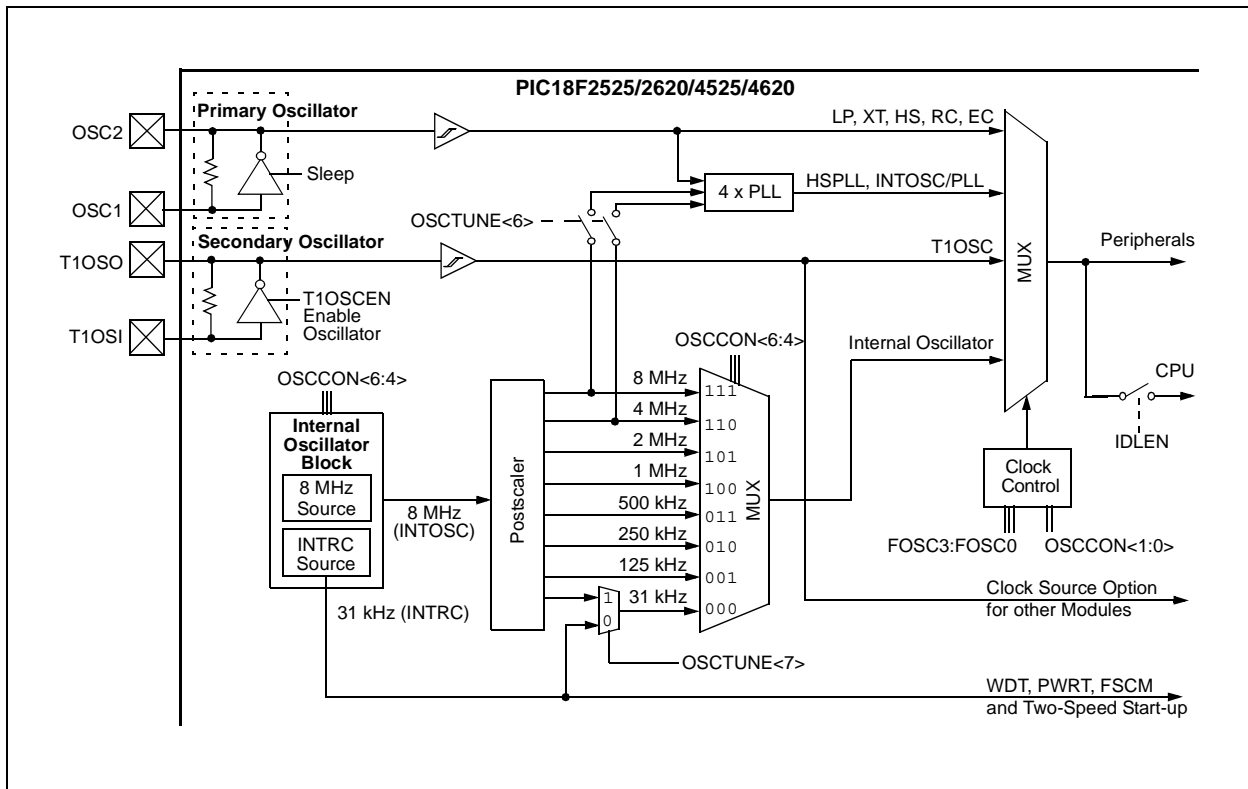 PIC18F2525/2620/4525/4620
Primary Oscillator
OSC2
Sleep
OSC1
LP, XT, HS, RC, EC
4 x PLL
HSPLL, INTOSC/PLL
OSCTUNE<6>
Secondary Oscillator
T1OSO
T1OSCEN
Enable
Oscillator
T1OSI
T1OSC
MUX
Peripherals
Internal Oscillator
CPU
IDLEN
Clock
Control
FOSC3:FOSC0
OSCCON<1:0>
OSCCON<6:4>
Internal
Oscillator
Block
8 MHz
Source
INTRC
Source
8 MHz
(INTOSC)
31 kHz (INTRC)
Postscaler
OSCCON<6:4>
8 MHz
111
4 MHz
110
2 MHz
101
1 MHz
100
500 kHz
011
250 kHz
010
125 kHz
001
31 kHz
000
MUX
1
0
OSCTUNE<7>
Clock Source Option
for other Modules
WDT, PWRT, FSCM
and Two-Speed Start-up